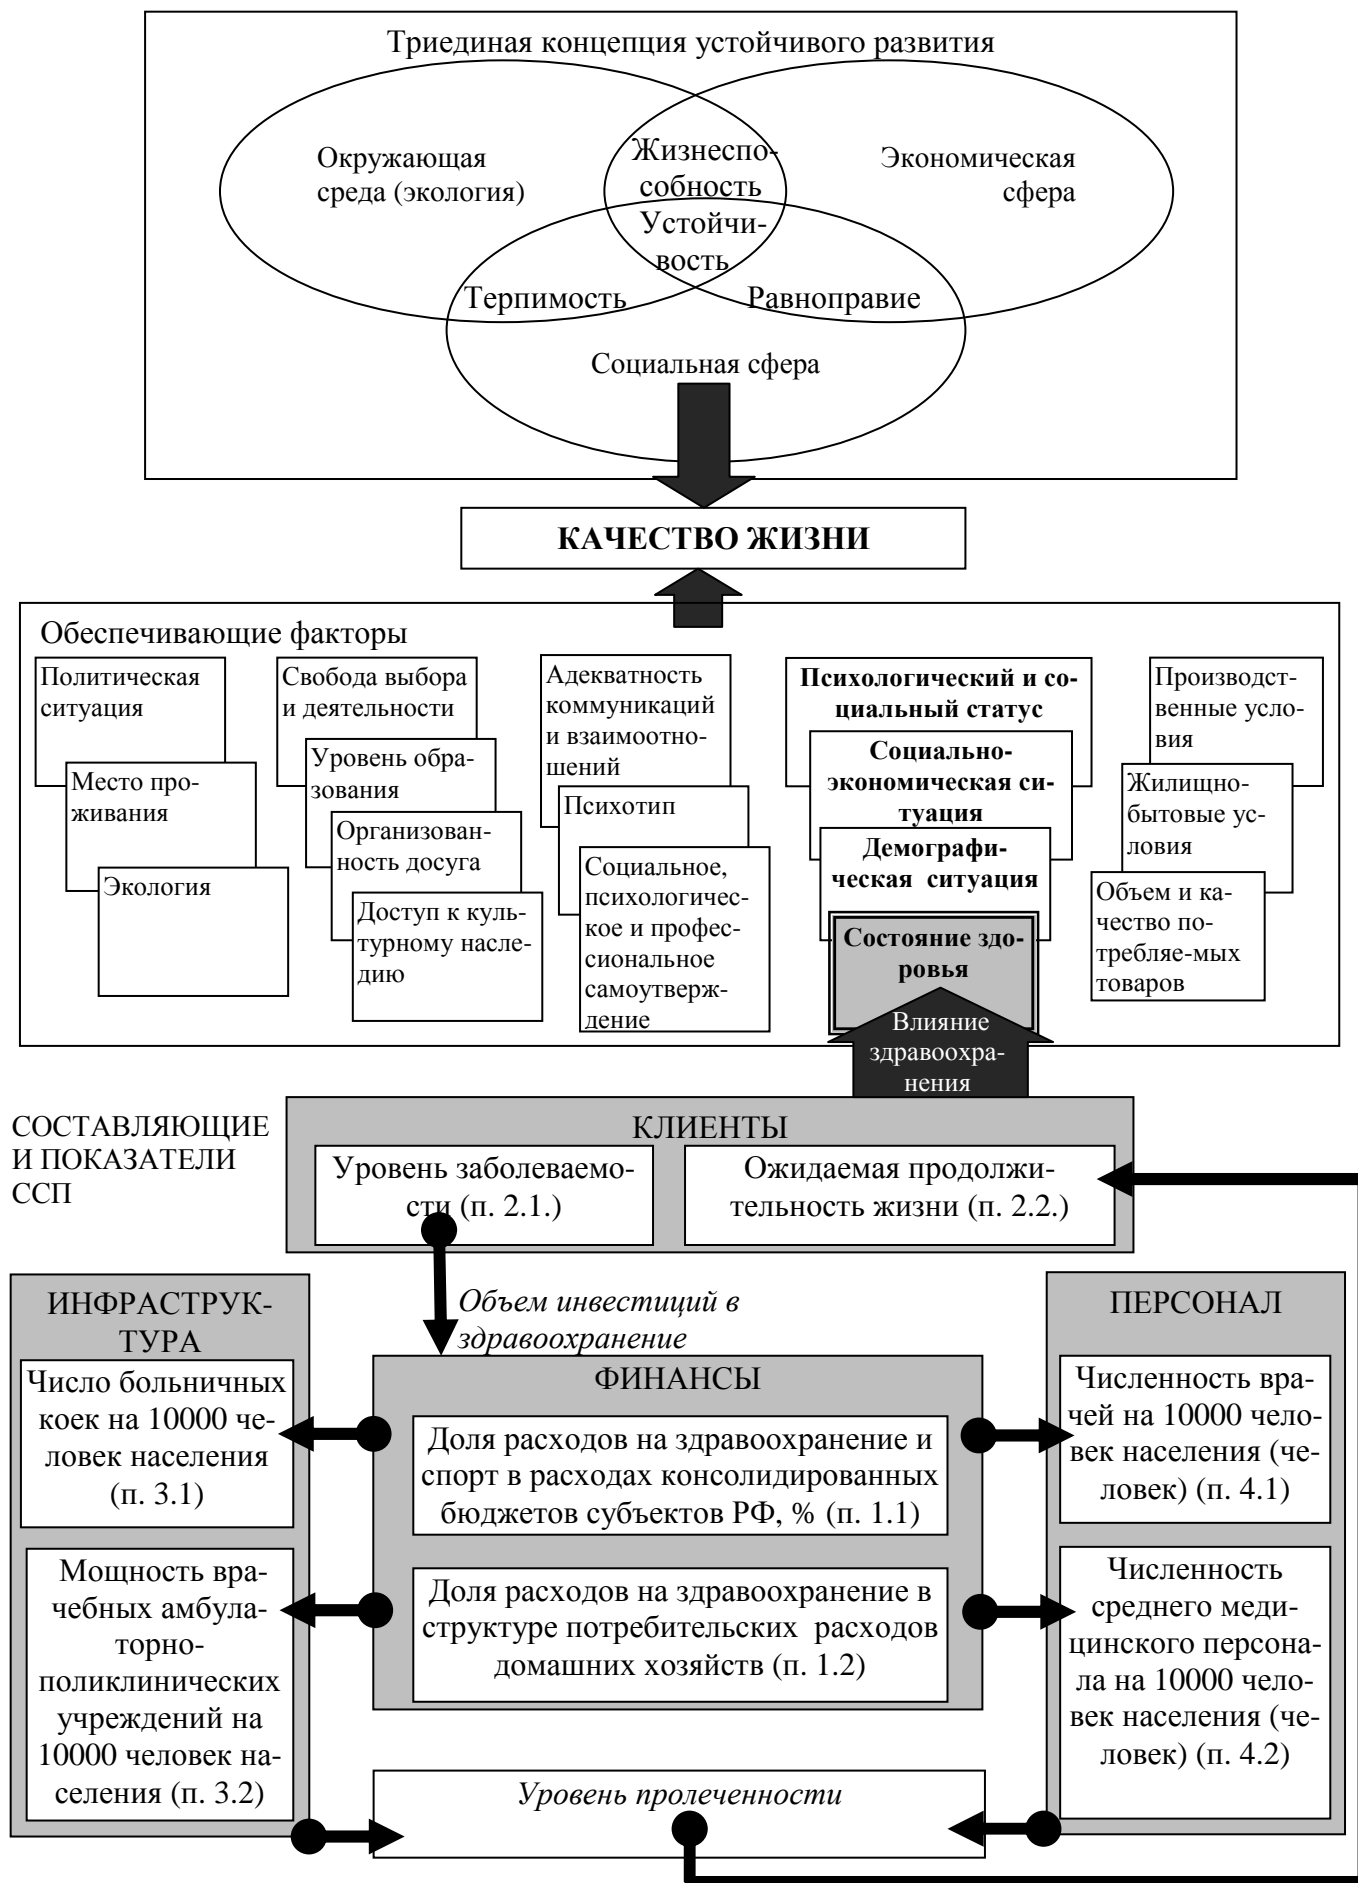 Триединая концепция устойчивого развития
Окружающая
среда (экология)
Жизнеспо-
собность
Экономическая
сфера
Устойчи-
вость
Терпимость
Равноправие
Социальная сфера
КАЧЕСТВО ЖИЗНИ
Обеспечивающие факторы
Политическая
ситуация
Место про-
живания
Экология
Свобода выбора
и деятельности
Уровень обра-
зования
Организован-
ность досуга
Доступ к куль-
турному насле-
дию
Адекватность
коммуникаций
и взаимоотно-
шений
Психотип
Социальное,
психологичес-
кое и профес-
сиональное
самоутверж-
дение
Психологический и со-
циальный статус
Социально-
экономическая си-
туация
Демографи-
ческая ситуация
Состояние здо-
ровья
Влияние
здравоохра-
нения
Производст-
венные усло-
вия
Жилищно-
бытовые ус-
ловия
Объем и ка-
чество по-
требляе-мых
товаров
СОСТАВЛЯЮЩИЕ
И ПОКАЗАТЕЛИ
ССП
КЛИЕНТЫ
Уровень заболеваемо-
сти (п. 2.1.)
Ожидаемая продолжи-
тельность жизни (п. 2.2.)
Объем инвестиций в
здравоохранение
ИНФРАСТРУК-
ТУРА
Число больничных
коек на 10000 че-
ловек населения
(п. 3.1)
Мощность вра-
чебных амбула-
торно-
поликлинических
учреждений на
10000 человек на-
селения (п. 3.2)
ФИНАНСЫ
Доля расходов на здравоохранение и
спорт в расходах консолидированных
бюджетов субъектов РФ, % (п. 1.1)
Доля расходов на здравоохранение в
структуре потребительских расходов
домашних хозяйств (п. 1.2)
ПЕРСОНАЛ
Численность вра-
чей на 10000 чело-
век населения (че-
ловек) (п. 4.1)
Численность
среднего меди-
цинского персона-
ла на 10000 чело-
век населения (че-
ловек) (п. 4.2)
Уровень пролеченности